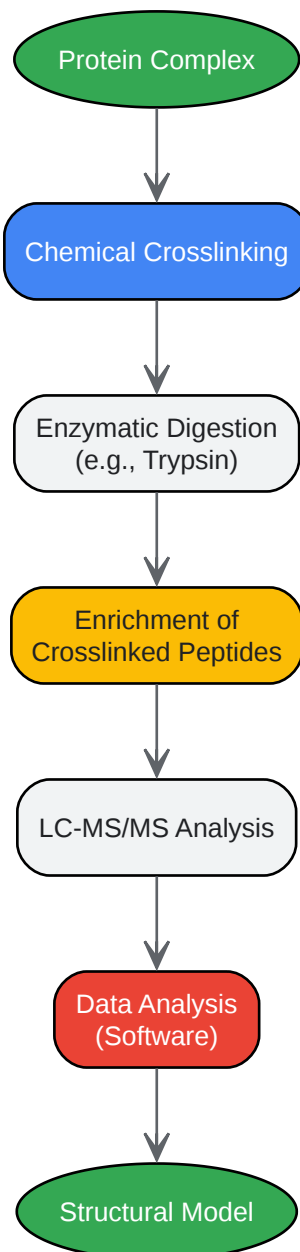 Protein Complex
Chemical Crosslinking
Enzymatic Digestion
(e.g., Trypsin)
Enrichment of
Crosslinked Peptides
LC-MS/MS Analysis
Data Analysis
(Software)
Structural Model